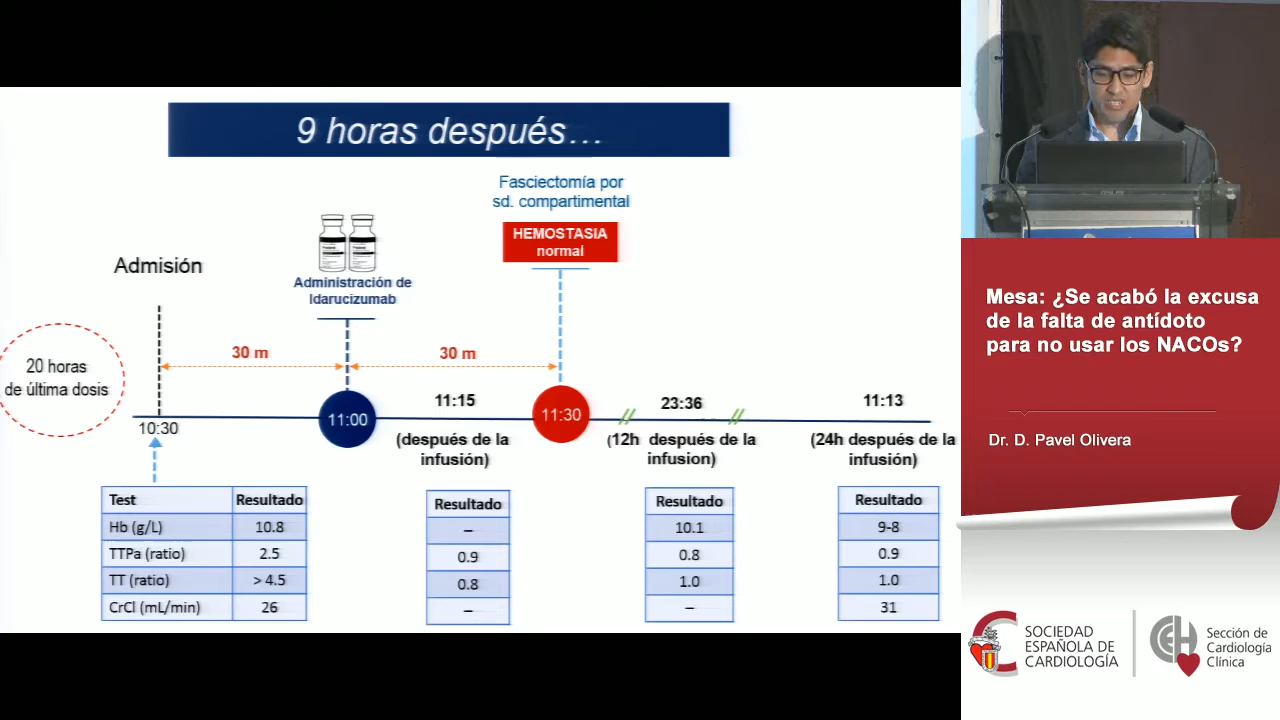 9 horas después…
Fasciectomía por
sd. compartimental
HEMOSTASIA
normal
Admisión
Administración de
Idarucizumab
20 horas
de última dosis
30 m
30 m
10:30
11:00
11:15
(después de la
infusión)
11:30
23:36
(12h después de la
infusion)
11:13
(24h después de la
infusión)
Test Resultado
Hb (g/L) 10.8
TTPa (ratio) 2.5
TT (ratio) > 4.5
CrCl (mL/min) 26
Resultado
–
0.9
0.8
–
Resultado
10.1
0.8
1.0
–
Resultado
9-8
0.9
1.0
31
Mesa: ¿Se acabó la excusa
de la falta de antídoto
para no usar los NACOs?
Dr. D. Pavel Olivera
SOCIEDAD
ESPAÑOLA DE
CARDIOLOGÍA
Sección de
Cardiología
Clínica